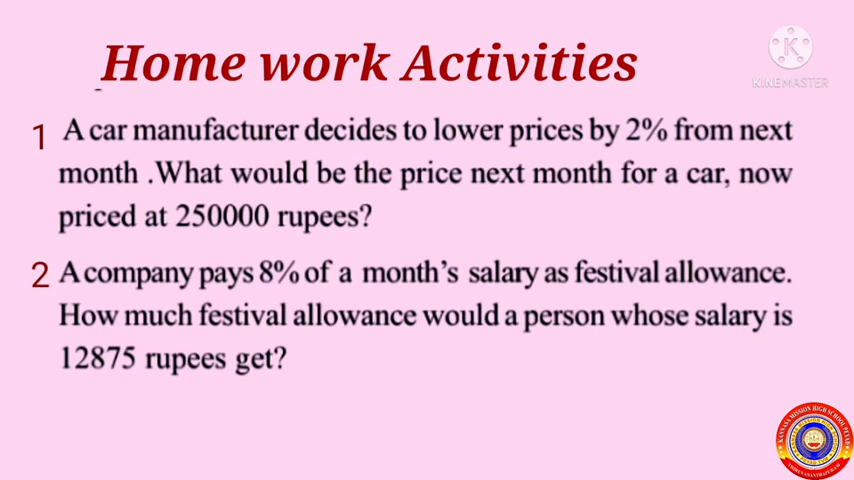 Home work Activities
KINEMASTER
1 A car manufacturer decides to lower prices by 2% from next
month .What would be the price next month for a car, now
priced at 250000 rupees?
2 A company pays 8% of a month's salary as festival allowance.
How much festival allowance would a person whose salary is
12875 rupees get?